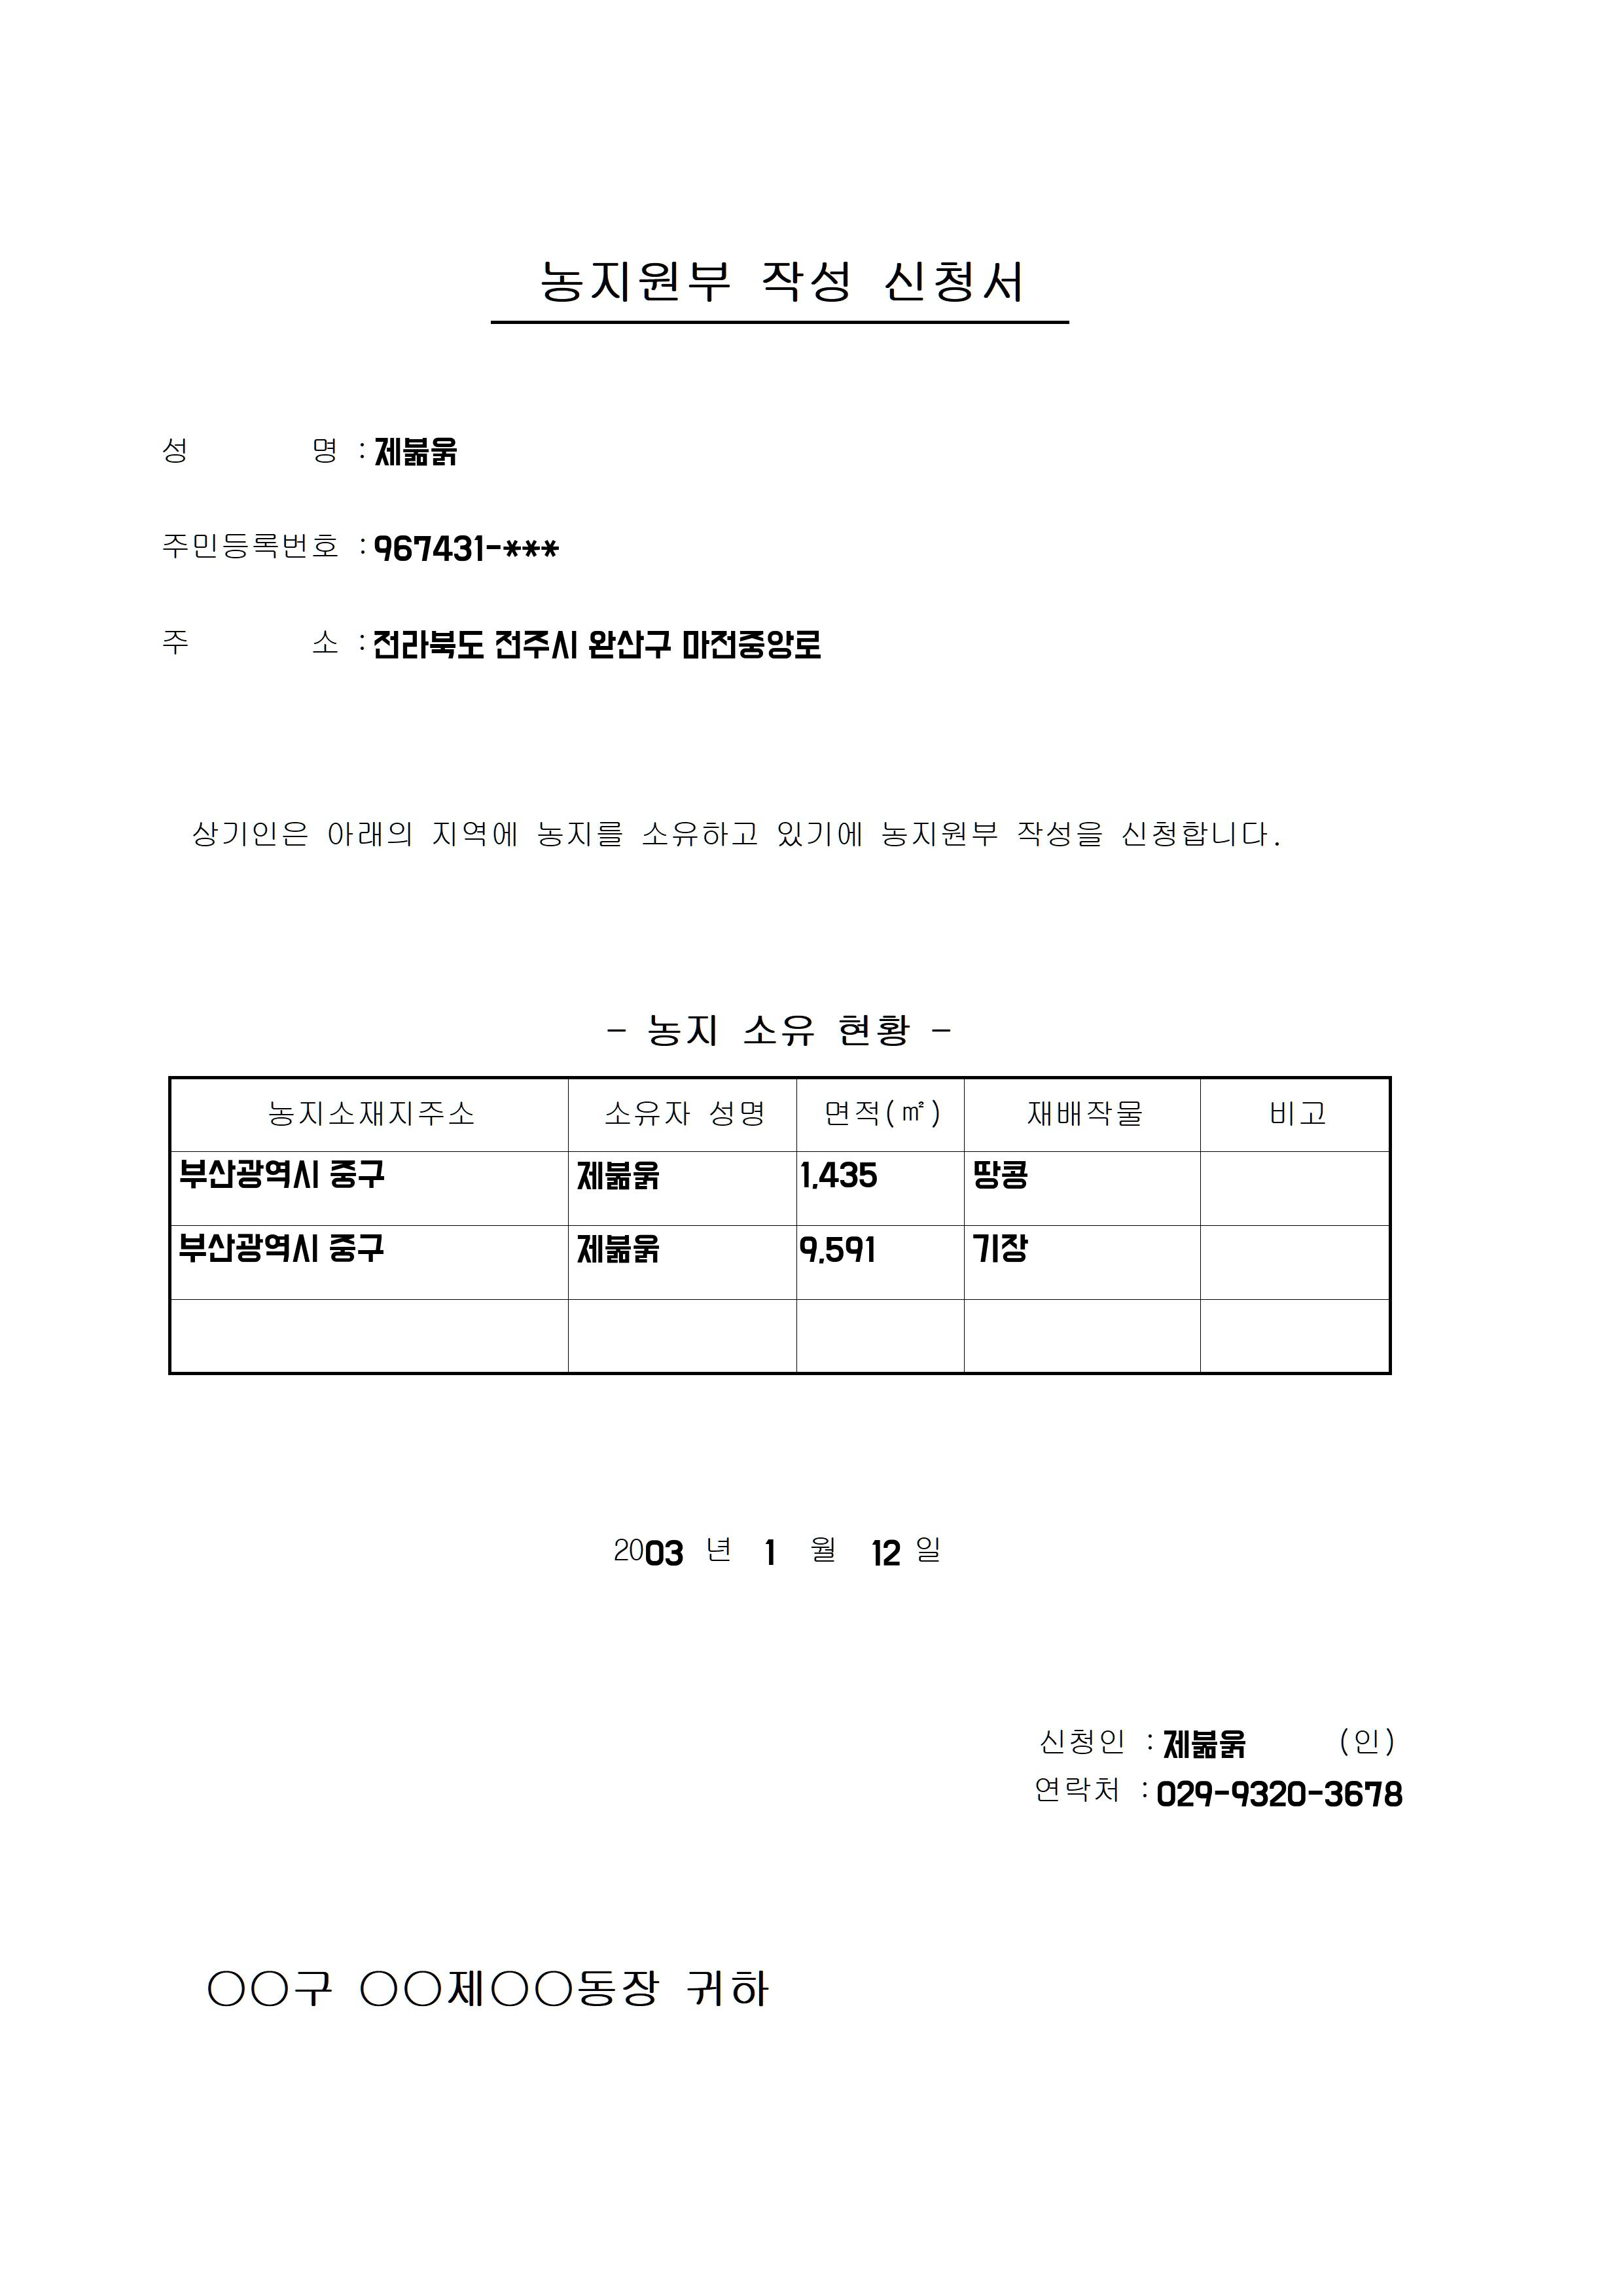 농지원부 작성 신청서
성 명 : 제붊욹
주민등록번호 : 967431-***
주 소 : 전라북도 전주시 완산구 마전중앙로
상기인은 아래의 지역에 농지를 소유하고 있기에 농지원부 작성을 신청합니다.
- 농지 소유 현황 -
농지소재지주소 소유자 성명 면적(㎡) 재배작물 비고
부산광역시 중구 제붊욹 1,435 땅콩
부산광역시 중구 제붊욹 9,591 기장
2003 년 1 월 12 일
신청인 : 제붊욹 (인)
연락처 : 029-9320-3678
○○구 ○○제○○동장 귀하